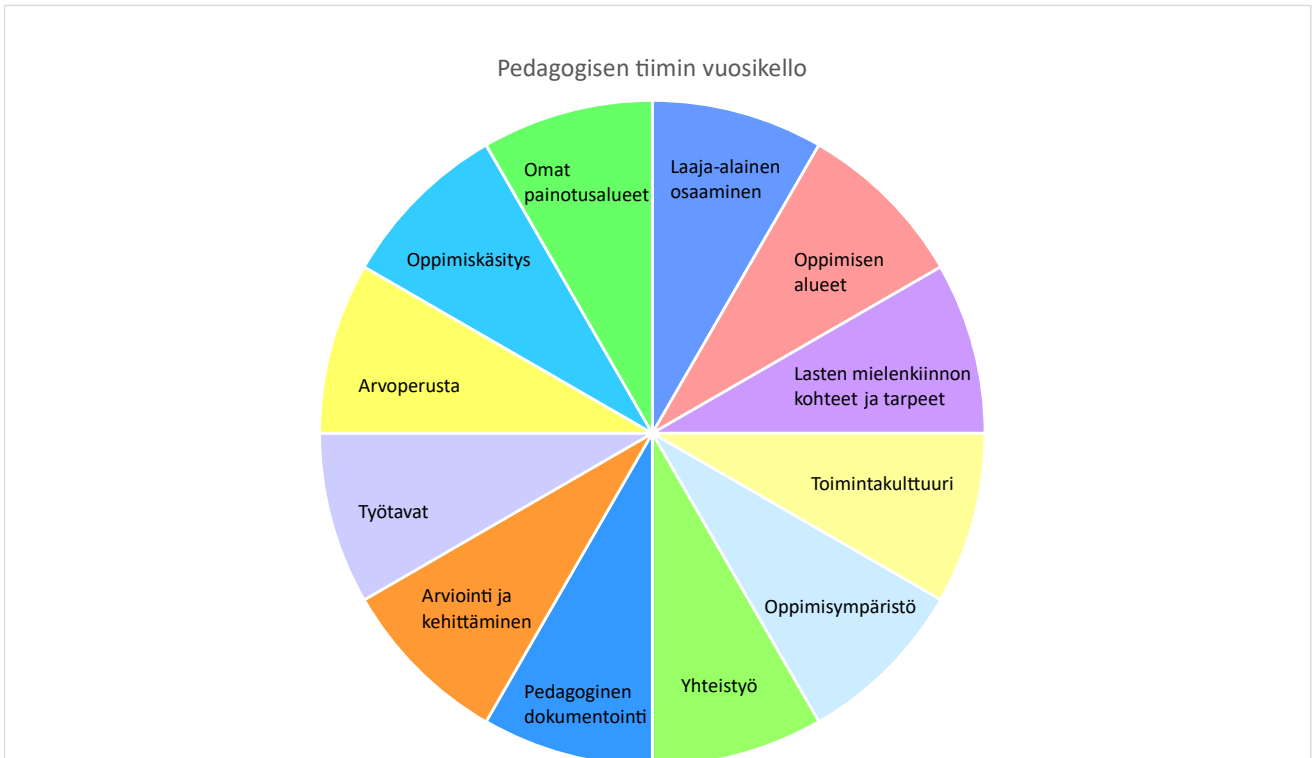 Pedagogisen tiimin vuosikello
Laaja-alainen
osaaminen
Oppimisen
alueet
Lasten mielenkiinnon
kohteet ja tarpeet
Toimintakulttuuri
Oppimisympäristö
Yhteistyö
Pedagoginen
dokumentointi
Arviointi ja
kehittäminen
Työtavat
Arvoperusta
Oppimiskäsitys
Omat
painotusalueet